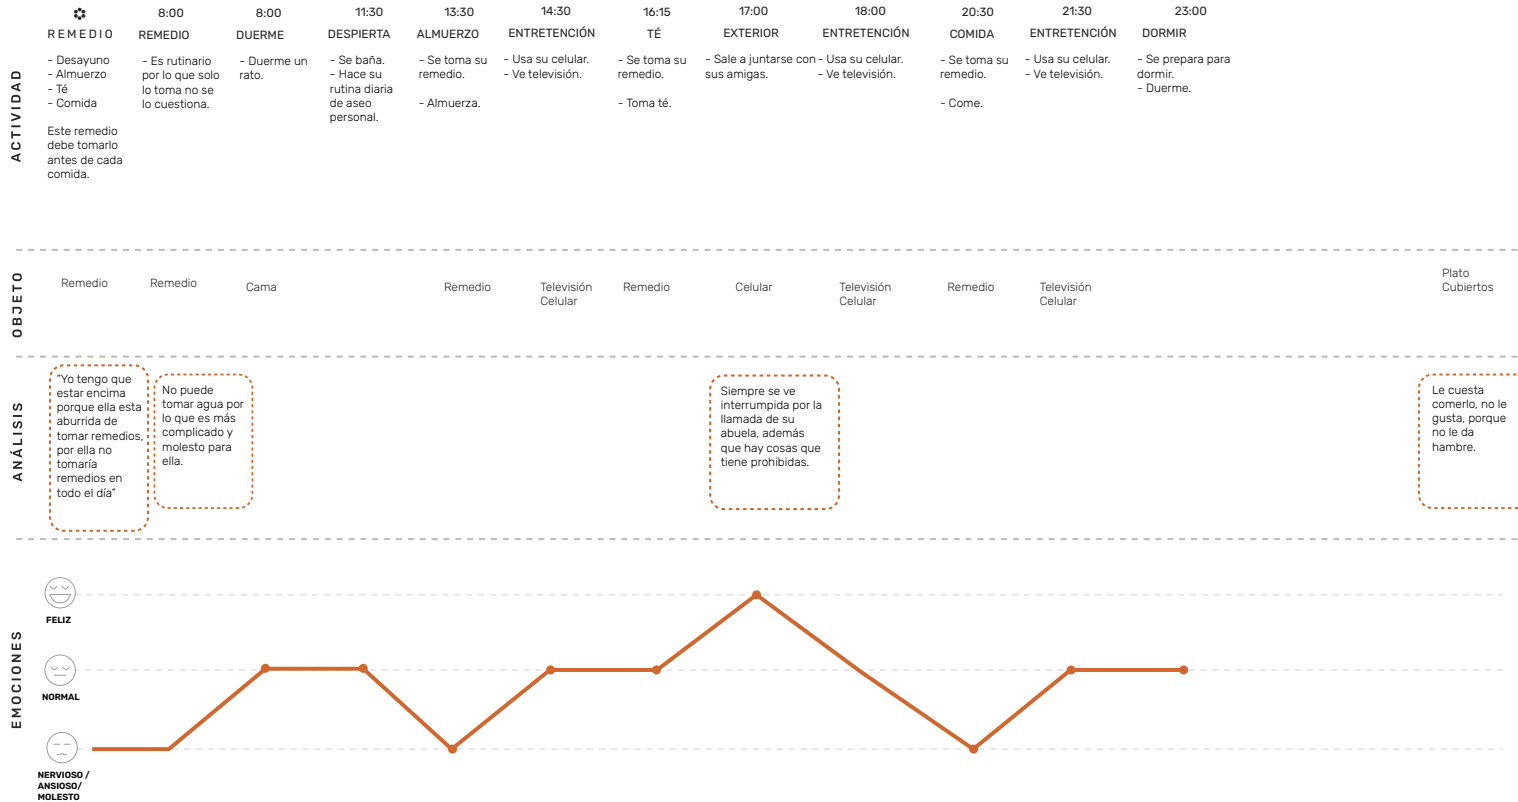 ACTIVIDAD
REMEDIO
- Desayuno
- Almuerzo
- Té
- Comida
Este remedio
debe tomarlo
antes de cada
comida.
8:00
REMEDIO
- Es rutinario
por lo que solo
lo toma no se
lo cuestiona.
8:00
DUERME
- Duerme un
rato.
11:30
DESPIERTA
- Se baña.
- Hace su
rutina diaria
de aseo
personal.
13:30
ALMUERZO
- Se toma su
remedio.
- Almuerza.
14:30
ENTRETENCIÓN
- Usa su celular.
- Ve televisión.
16:15
TÉ
- Se toma su
remedio.
- Toma té.
17:00
EXTERIOR
- Sale a juntarse con
sus amigas.
18:00
ENTRETENCIÓN
- Usa su celular.
- Ve televisión.
20:30
COMIDA
- Se toma su
remedio.
- Come.
21:30
ENTRETENCIÓN
- Usa su celular.
- Ve televisión.
23:00
DORMIR
- Se prepara para
dormir.
- Duerme.
OBJETO
Remedio
Remedio
Cama
Remedio
Televisión
Celular
Remedio
Celular
Televisión
Celular
Remedio
Televisión
Celular
Plato
Cubiertos
ANÁLISIS
"Yo tengo que
estar encima
porque ella esta
aburrida de
tomar remedios,
por ella no
tomaría
remedios en
todo el día"
No puede
tomar agua por
lo que es más
complicado y
molesto para
ella.
Siempre se ve
interrumpida por la
llamada de su
abuela, además
que hay cosas que
tiene prohibidas.
Le cuesta
comerlo, no le
gusta, porque
no le da
hambre.
EMOCIONES
FELIZ
NORMAL
NERVIOSO /
ANSIOSO/
MOLESTO